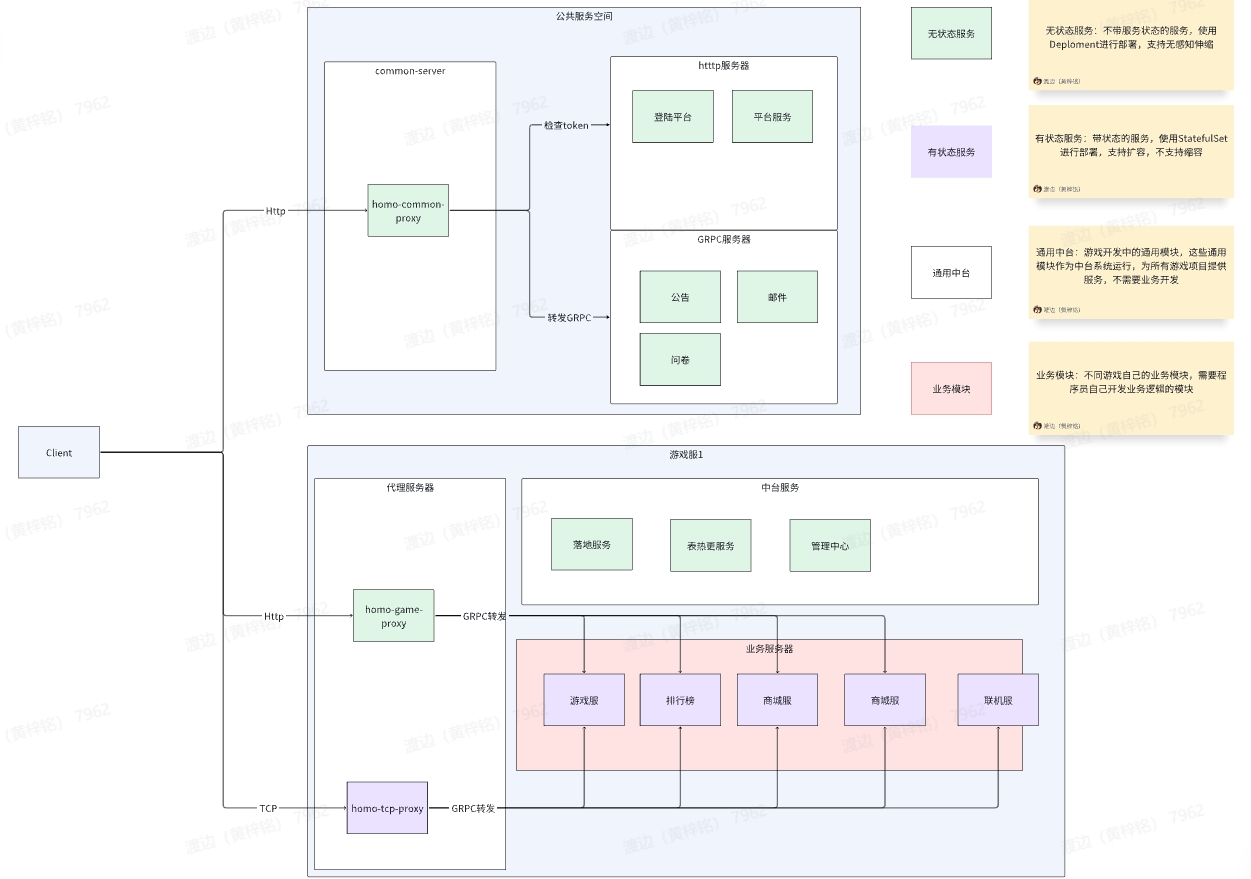 公共服务空间
common-server
homo-common-
proxy
Http
检查token
转发GRPC
htttp服务器
登陆平台
平台服务
GRPC服务器
公告
邮件
问卷
无状态服务
无状态服务：不带服务状态的服务，使用
Deploment进行部署，支持无感知伸缩
渡边（黄梓铭）
有状态服务
有状态服务：带状态的服务，使用StatefulSet
进行部署，支持扩容，不支持缩容
渡边（黄梓铭）
通用中台
通用中台：游戏开发中的通用模块，这些通用
模块作为中台系统运行，为所有游戏项目提供
服务，不需要业务开发
渡边（黄梓铭）
业务模块
业务模块：不同游戏自己的业务模块，需要程
序员自己开发业务逻辑的模块
渡边（黄梓铭）
Client
游戏服1
代理服务器
中台服务
落地服务
表热更服务
管理中心
Http
homo-game-
proxy
GRPC转发
业务服务器
游戏服
排行榜
商城服
商城服
联机服
TCP
homo-tcp-proxy
GRPC转发
渡边（黄梓铭） 7962